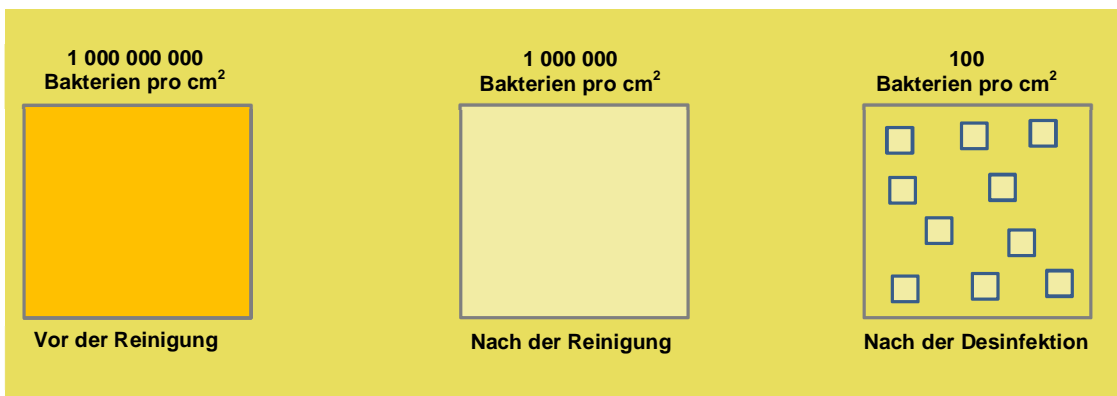 1 000 000 000
Bakterien pro cm²
1 000 000
Bakterien pro cm²
100
Bakterien pro cm²
Vor der Reinigung
Nach der Reinigung
Nach der Desinfektion